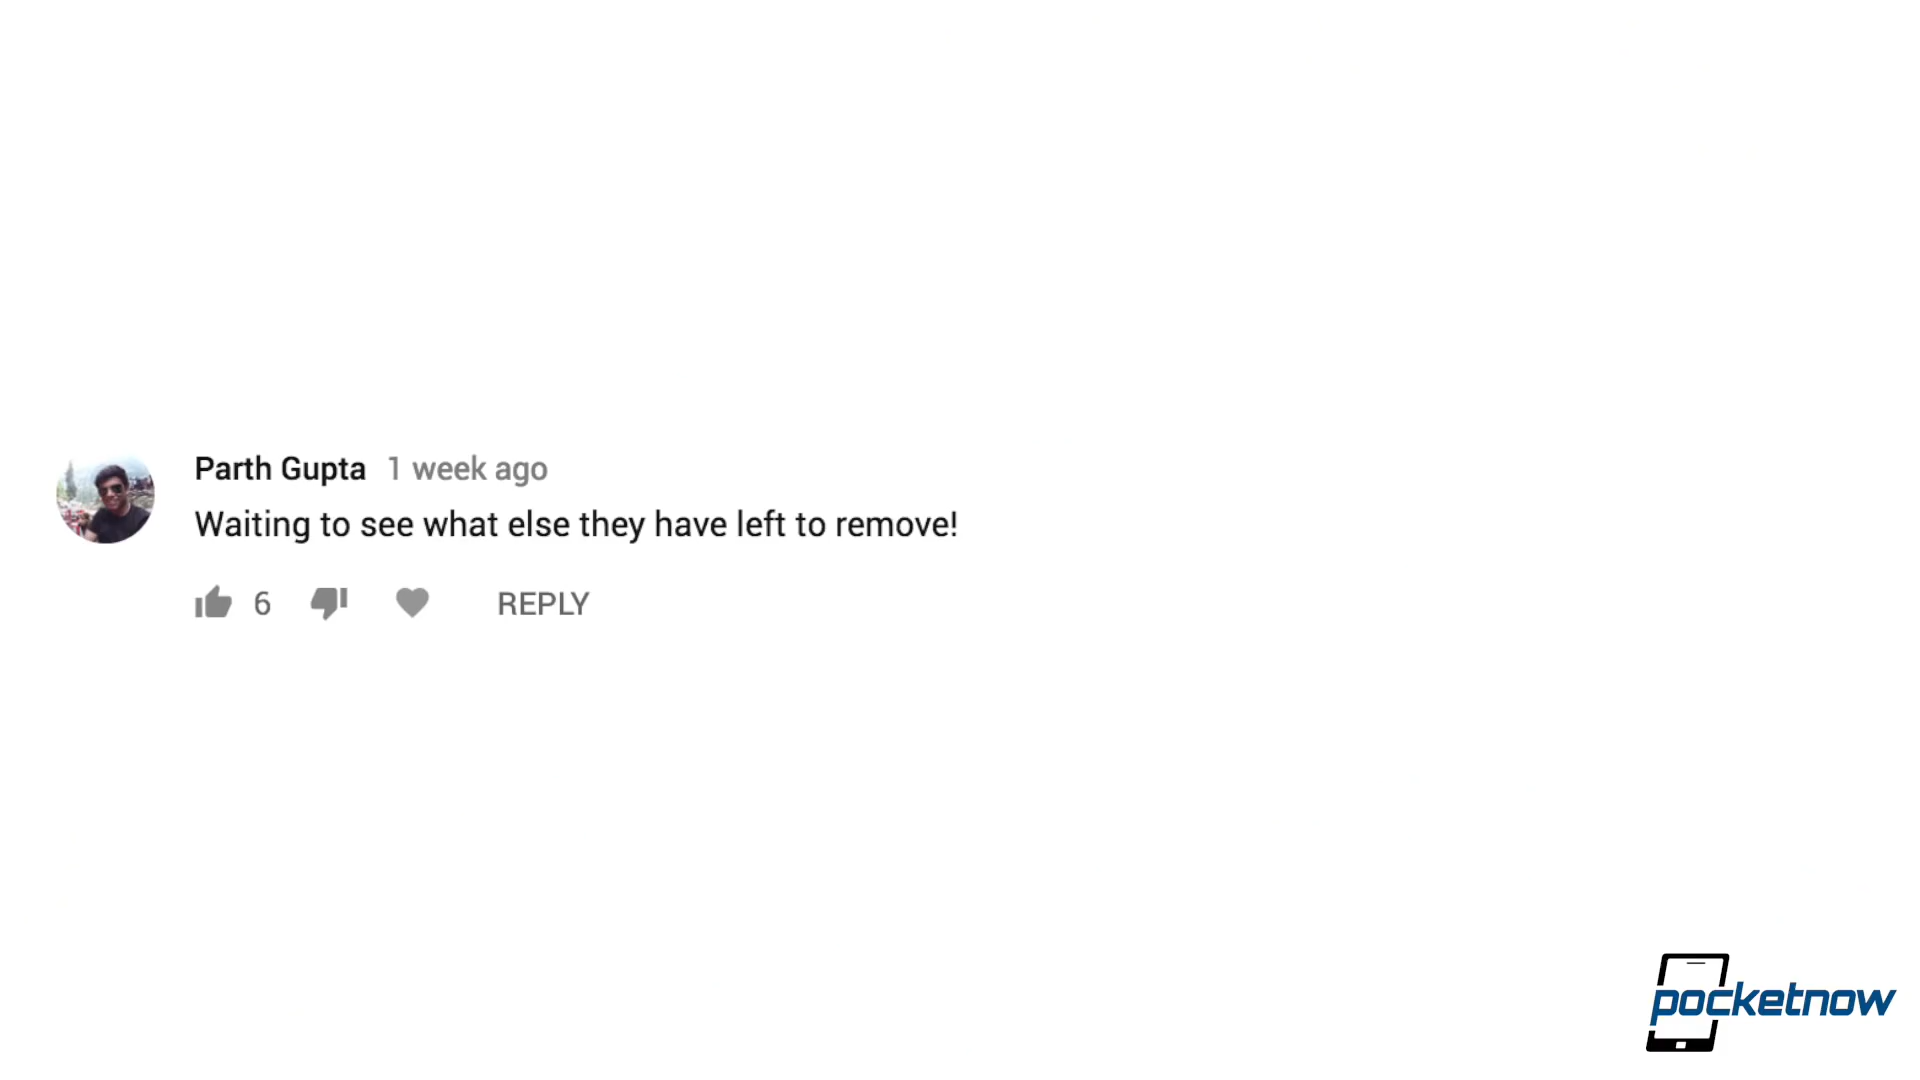 Parth Gupta 1 week ago
Waiting to see what else they have left to remove!
6 REPLY
pocketnow